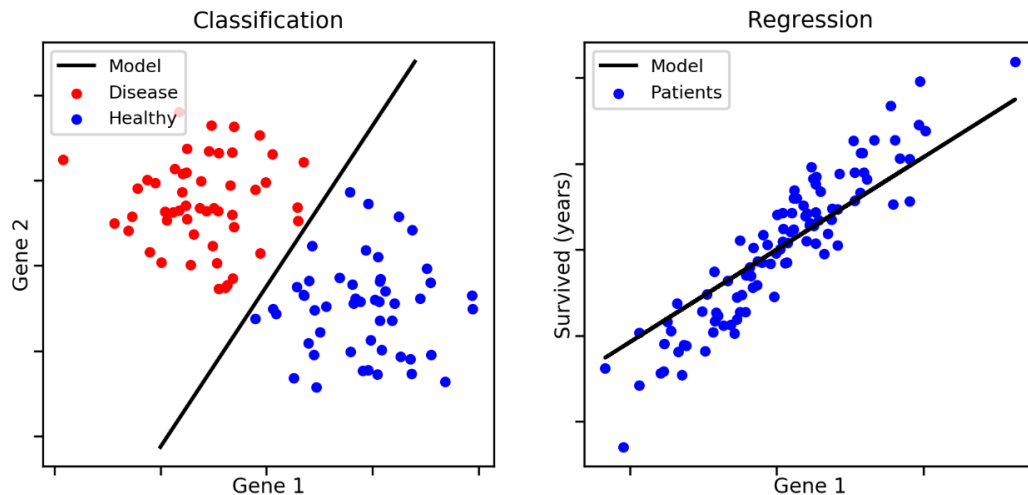 Classification
Model
Disease
Healthy
Gene 2
Gene 1
Regression
Model
Patients
Survived (years)
Gene 1